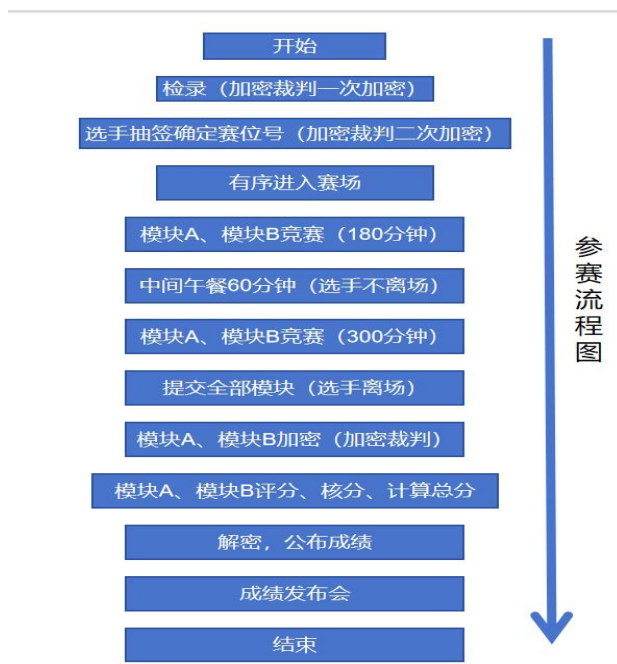 开始
检录（加密裁判一次加密）
选手抽签确定赛位号（加密裁判二次加密）
有序进入赛场
模块A、模块B竞赛（180分钟）
中间午餐60分钟（选手不离场）
模块A、模块B竞赛（300分钟）
提交全部模块（选手离场）
模块A、模块B加密（加密裁判）
模块A、模块B评分、核分、计算总分
解密，公布成绩
成绩发布会
结束
参赛流程图